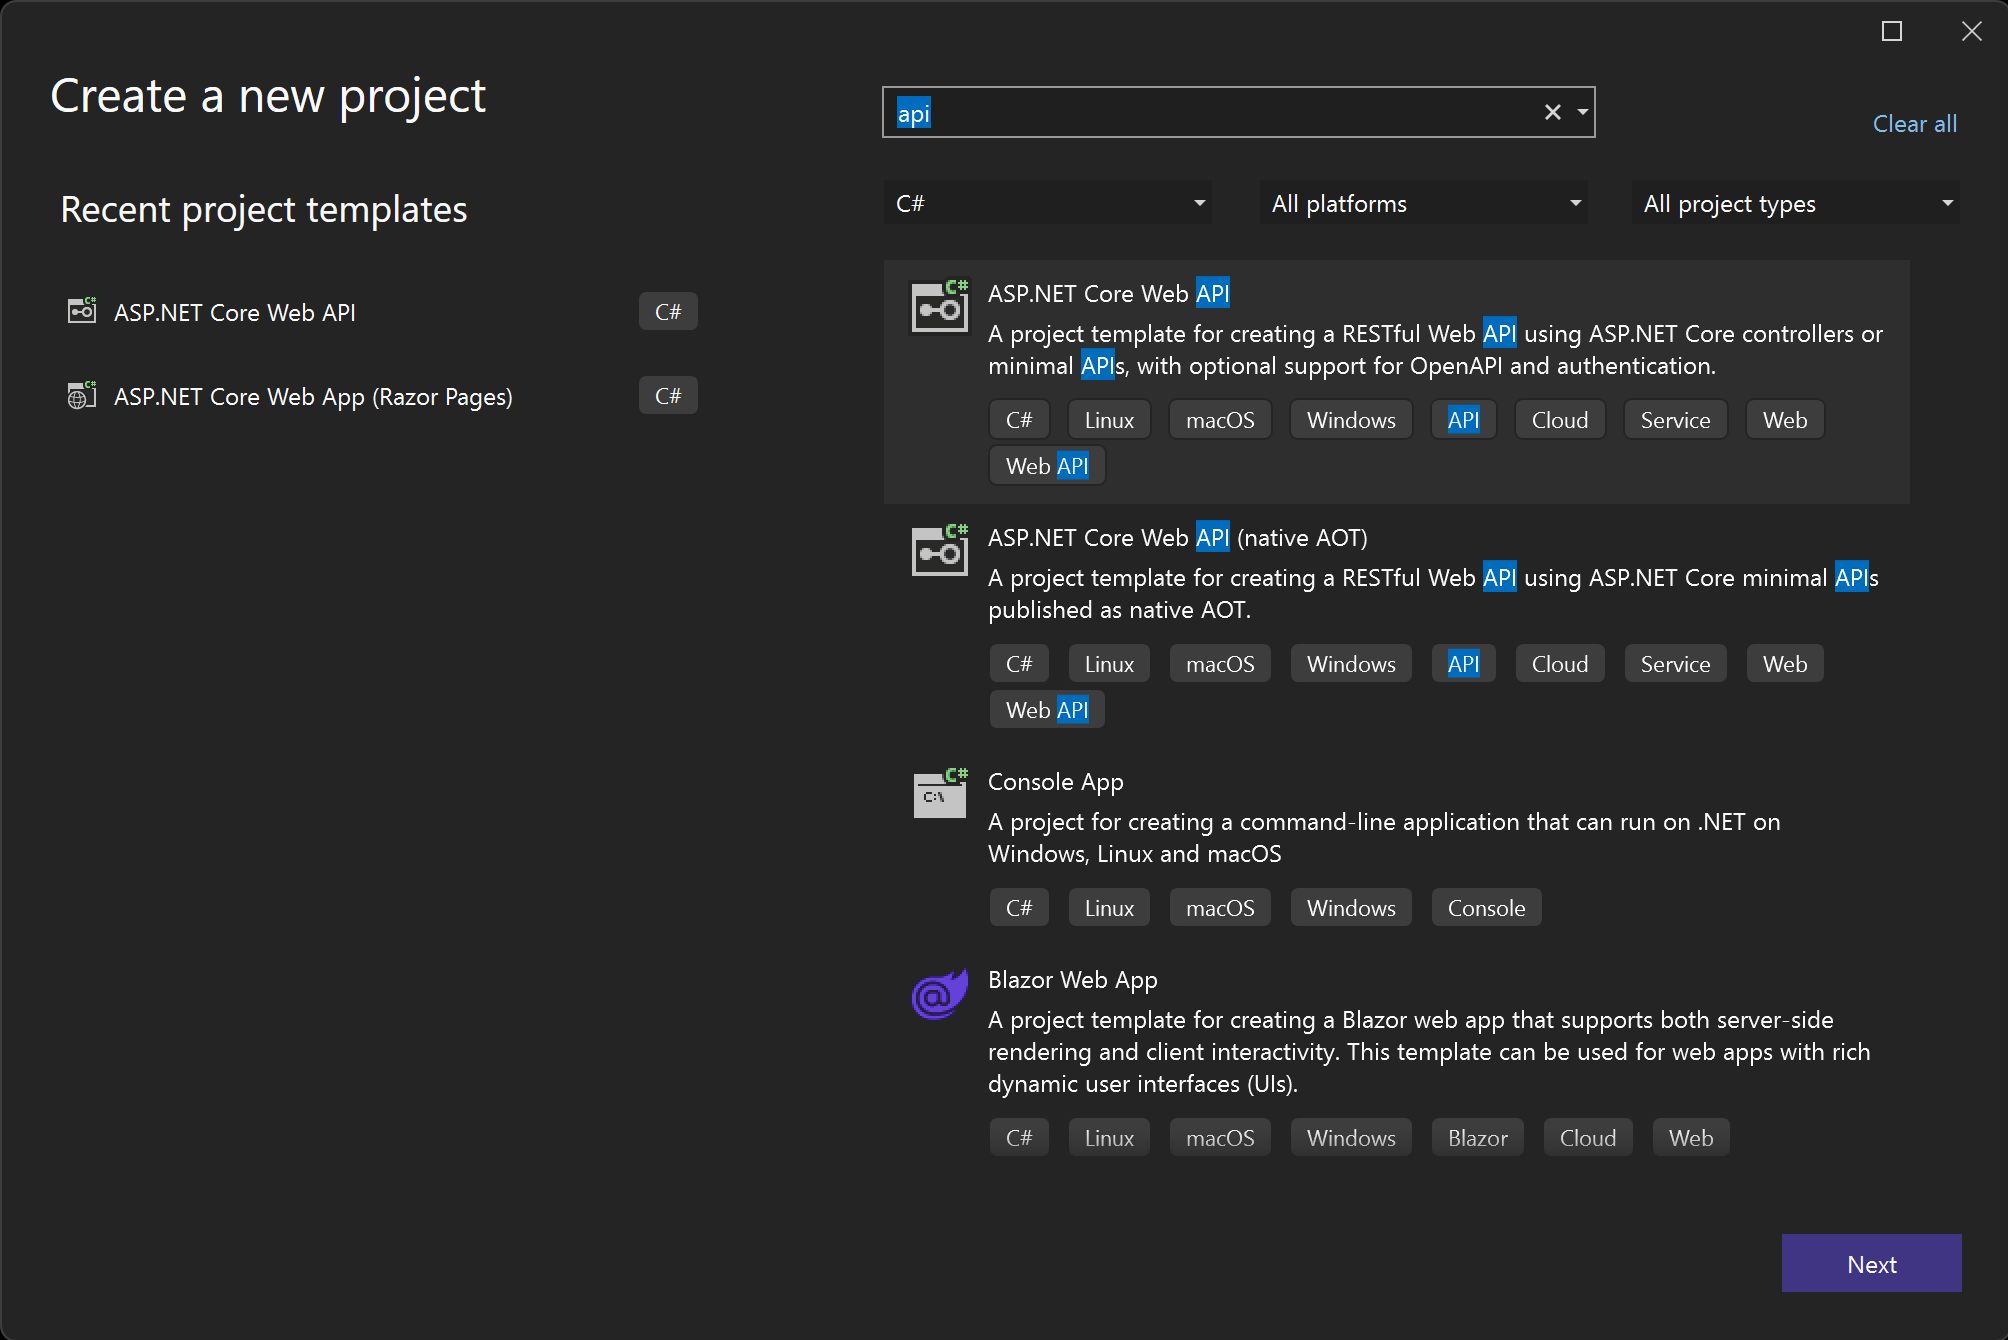 Create a new project
api
Clear all
C#
All platforms
All project types
Recent project templates
ASP.NET Core Web API
C#
ASP.NET Core Web App (Razor Pages)
C#
C#
ASP.NET Core Web API
A project template for creating a RESTful Web API using ASP.NET Core controllers or
minimal APIs, with optional support for OpenAPI and authentication.
C# Linux macOS Windows API Cloud Service Web
Web API
C#
ASP.NET Core Web API (native AOT)
A project template for creating a RESTful Web API using ASP.NET Core minimal APIs
published as native AOT.
C# Linux macOS Windows API Cloud Service Web
Web API
C#
C:\
Console App
A project for creating a command-line application that can run on .NET on
Windows, Linux and macOS
C# Linux macOS Windows Console
@
Blazor Web App
A project template for creating a Blazor web app that supports both server-side
rendering and client interactivity. This template can be used for web apps with rich
dynamic user interfaces (UIs).
C# Linux macOS Windows Blazor Cloud Web
Next